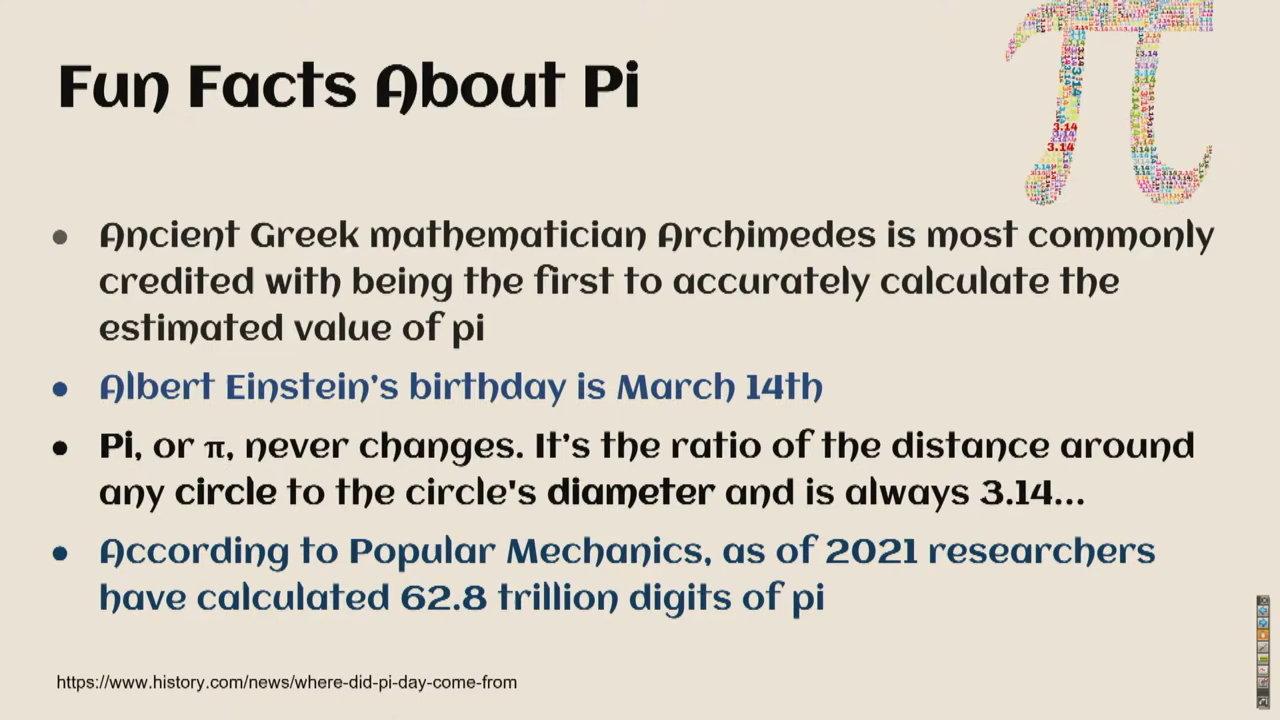 Fun Facts About Pi
● Ancient Greek mathematician Archimedes is most commonly
credited with being the first to accurately calculate the
estimated value of pi
● Albert Einstein's birthday is March 14th
● Pi, or π, never changes. It's the ratio of the distance around
any circle to the circle's diameter and is always 3.14...
● According to Popular Mechanics, as of 2021 researchers
have calculated 62.8 trillion digits of pi
https://www.history.com/news/where-did-pi-day-come-from
3.14
3.14